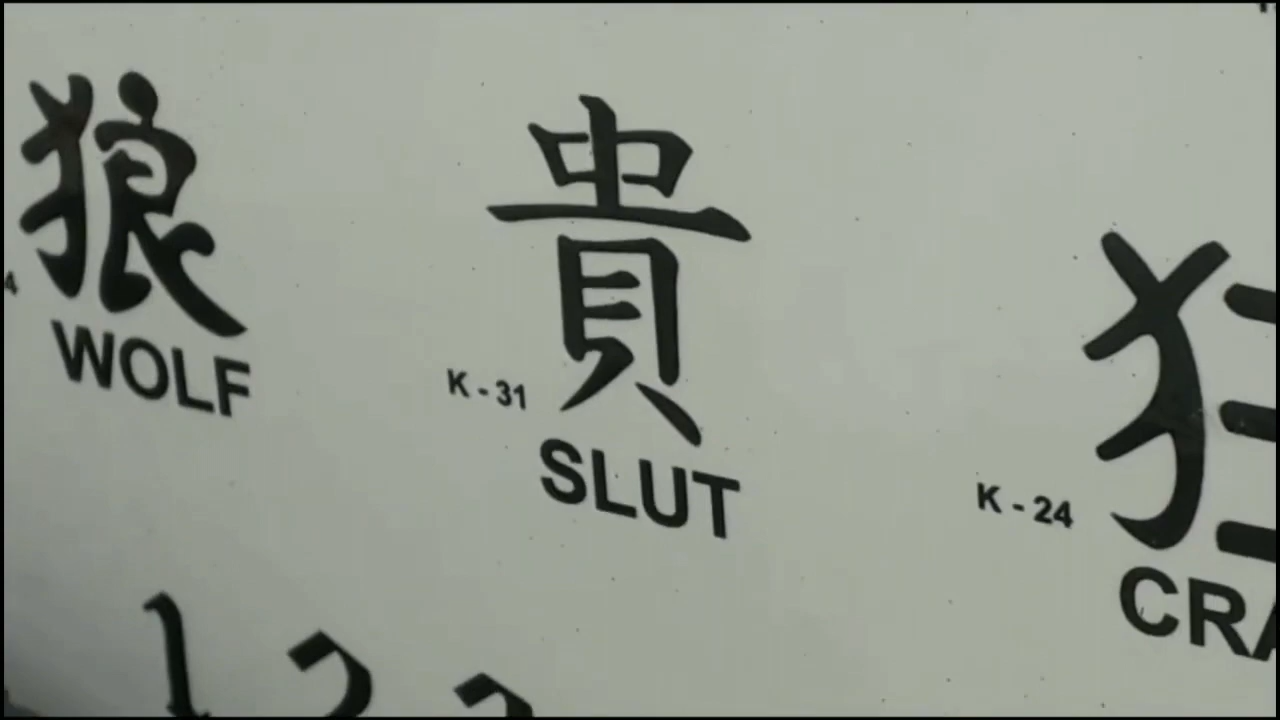 狼
WOLF
貴
K - 31
SLUT
K - 24